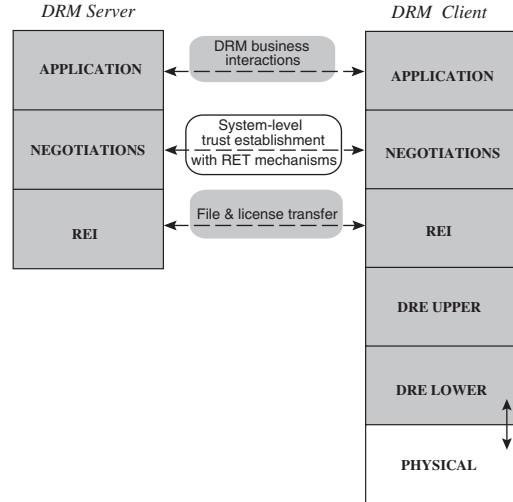 DRM Server
DRM Client
DRM business
interactions
APPLICATION
APPLICATION
System-level
trust establishment
with RET mechanisms
NEGOTIATIONS
NEGOTIATIONS
File & license transfer
REI
REI
DRE UPPER
DRE LOWER
PHYSICAL